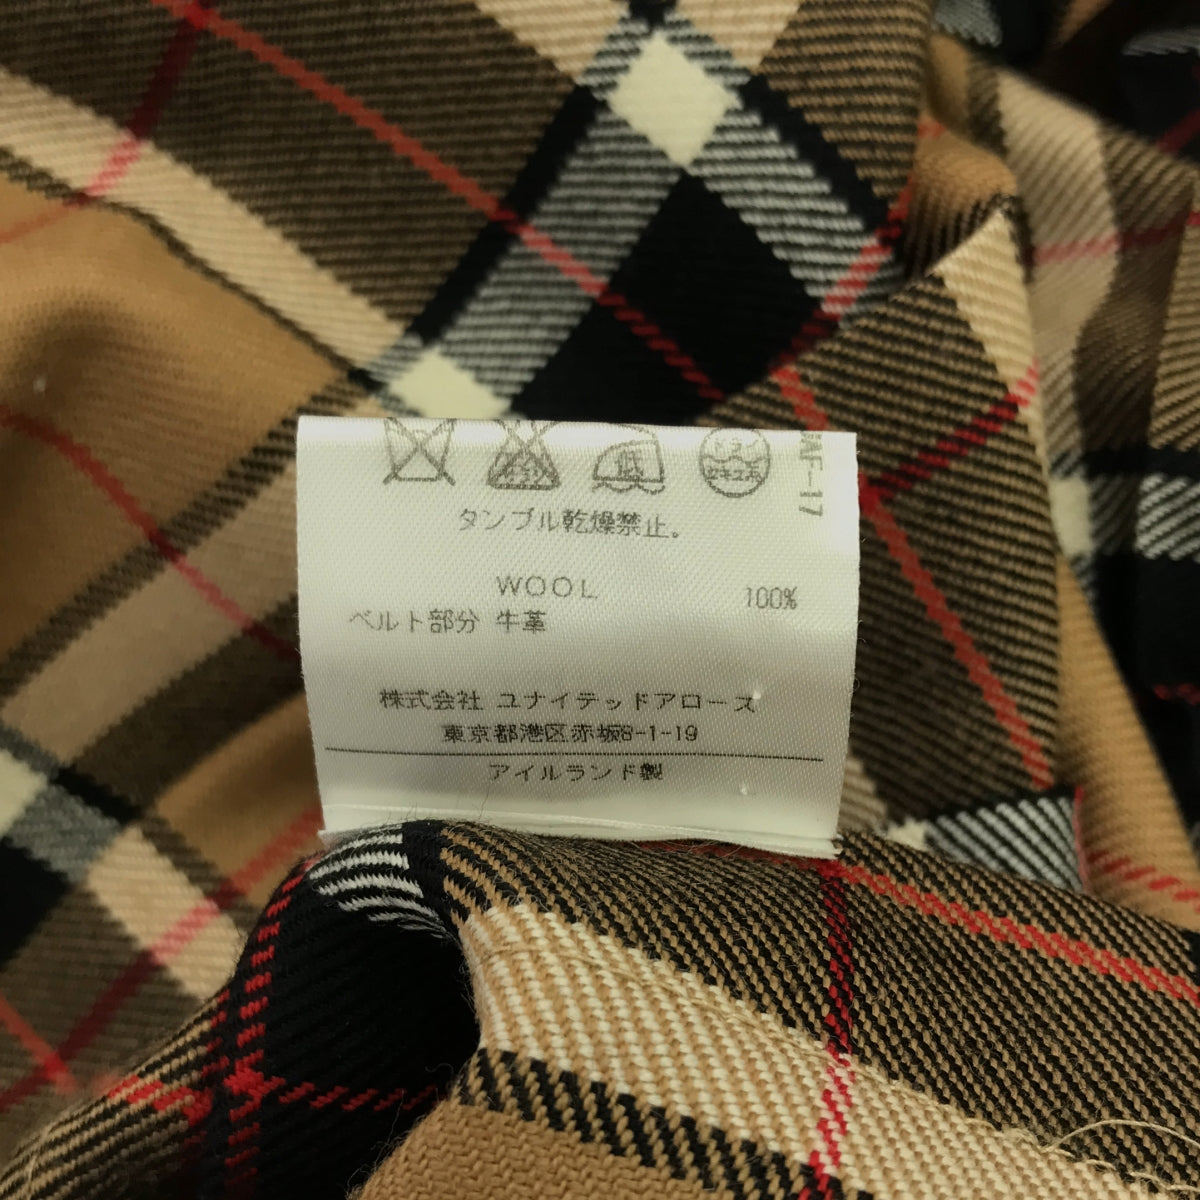 低
タンブル乾燥禁止。
WOOL 100%
ベルト部分 牛革
株式会社 ユナイテッドアローズ
東京都港区赤坂8-1-19
アイルランド製